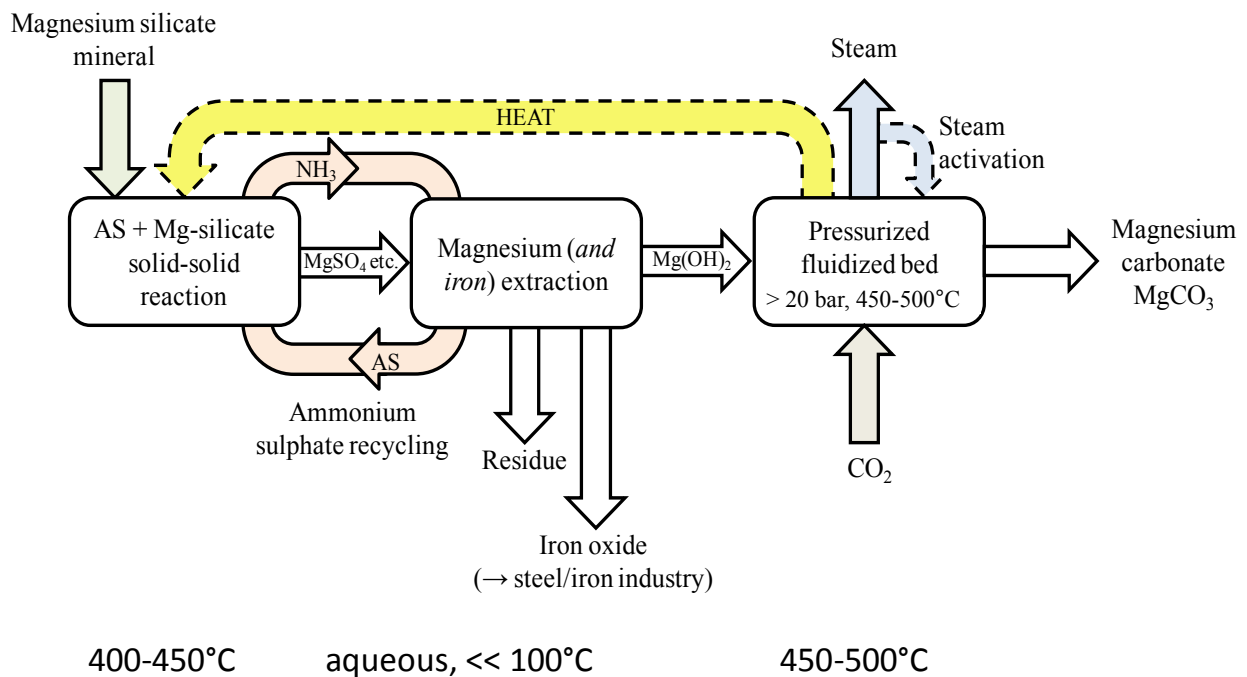 Magnesium silicate
mineral
Steam
HEAT
Steam
activation
NH₃
AS + Mg-silicate
solid-solid
reaction
MgSO₄ etc.
Magnesium (and
iron) extraction
Mg(OH)₂
Pressurized
fluidized bed
> 20 bar, 450-500°C
Magnesium
carbonate
MgCO₃
AS
Ammonium
sulphate recycling
Residue
CO₂
Iron oxide
(→ steel/iron industry)
400-450°C
aqueous, << 100°C
450-500°C